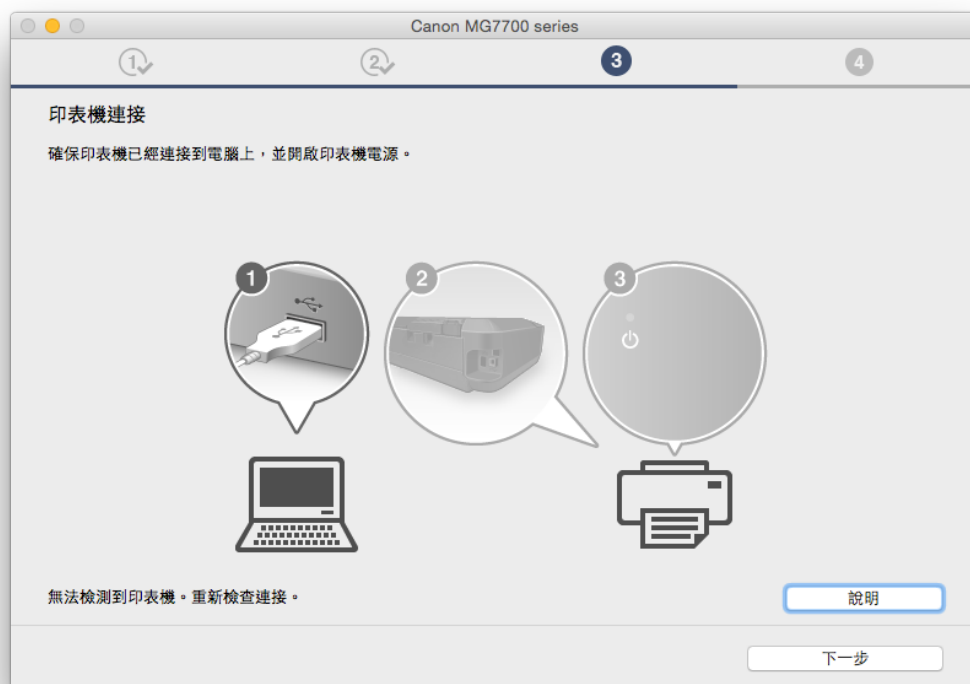 Canon MG7700 series
1
2
3
4
印表機連接
確保印表機已經連接到電腦上，並開啟印表機電源。
1
2
3
無法檢測到印表機。重新檢查連接。
說明
下一步